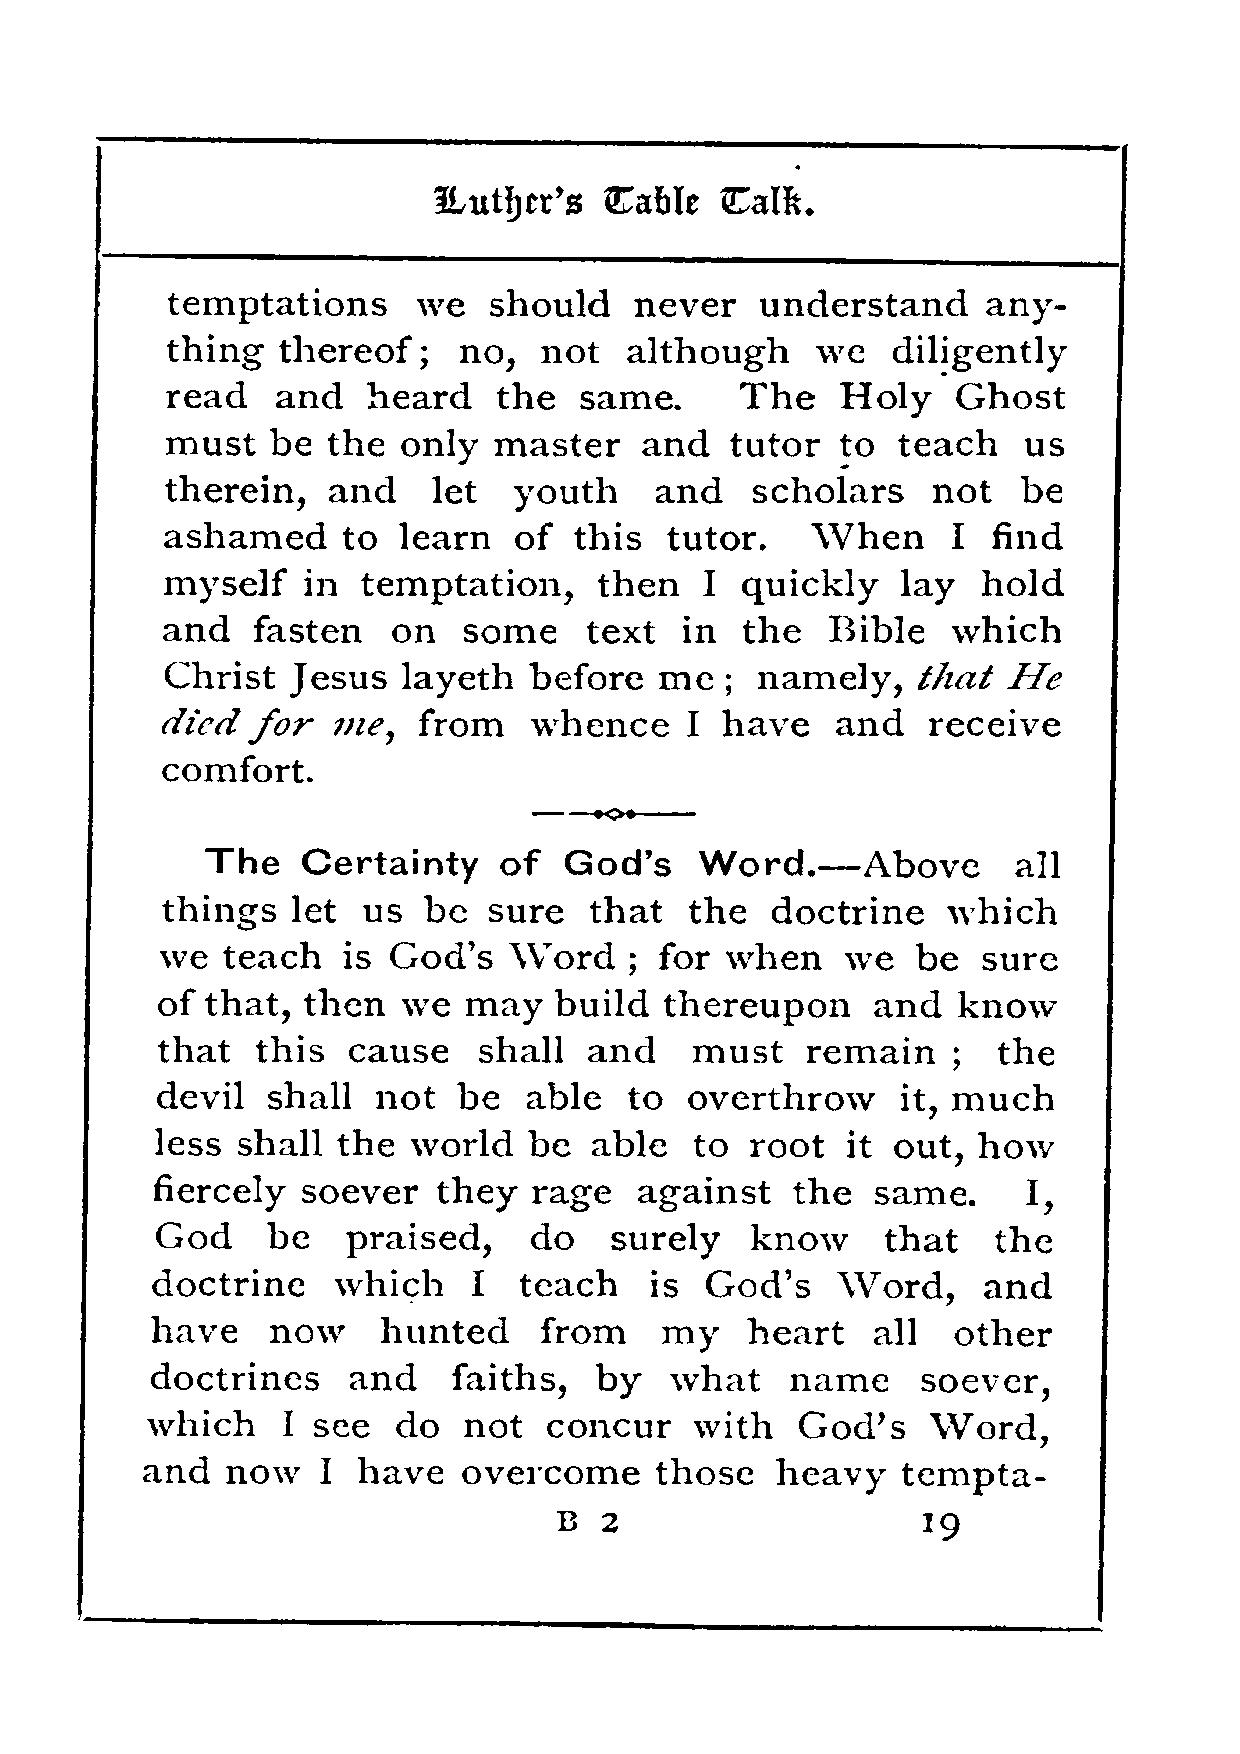 Luther's Table Talk.
temptations we should never understand any-
thing thereof; no, not although we diligently
read and heard the same. The Holy Ghost
must be the only master and tutor to teach us
therein, and let youth and scholars not be
ashamed to learn of this tutor. When I find
myself in temptation, then I quickly lay hold
and fasten on some text in the Bible which
Christ Jesus layeth before me; namely, that He
died for me, from whence I have and receive
comfort.
The Certainty of God's Word.—Above all
things let us be sure that the doctrine which
we teach is God's Word; for when we be sure
of that, then we may build thereupon and know
that this cause shall and must remain; the
devil shall not be able to overthrow it, much
less shall the world be able to root it out, how
fiercely soever they rage against the same. I,
God be praised, do surely know that the
doctrine which I teach is God's Word, and
have now hunted from my heart all other
doctrines and faiths, by what name soever,
which I see do not concur with God's Word,
and now I have overcome those heavy tempta-
B 2 19